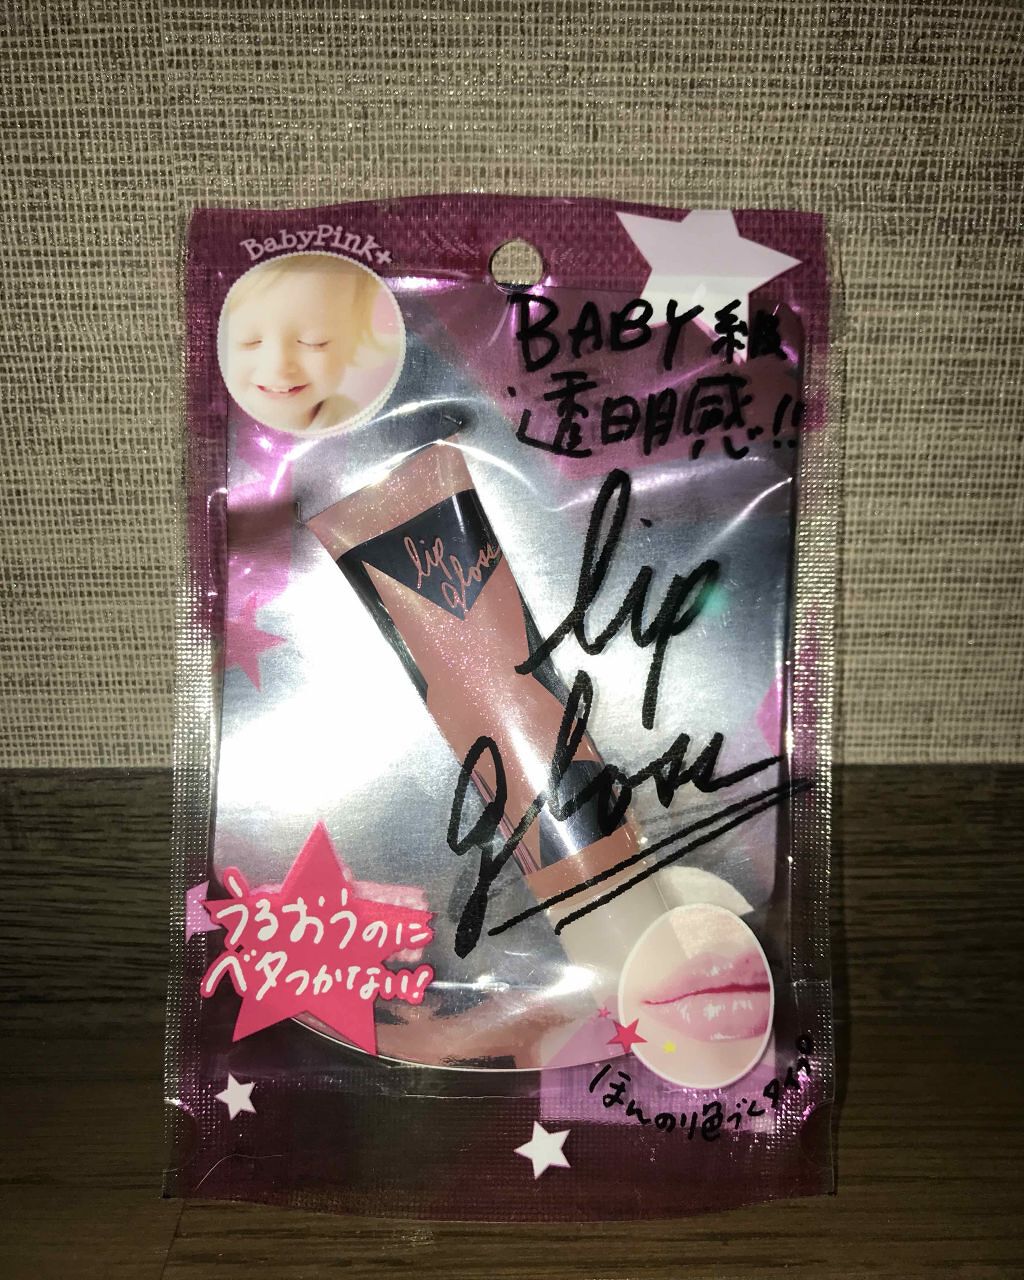 BabyPink+
BABY級
透明感!!
lip
gloss
lip
gloss
うるおうのに
ベタつかない!
ほんのり色づくタイプ。